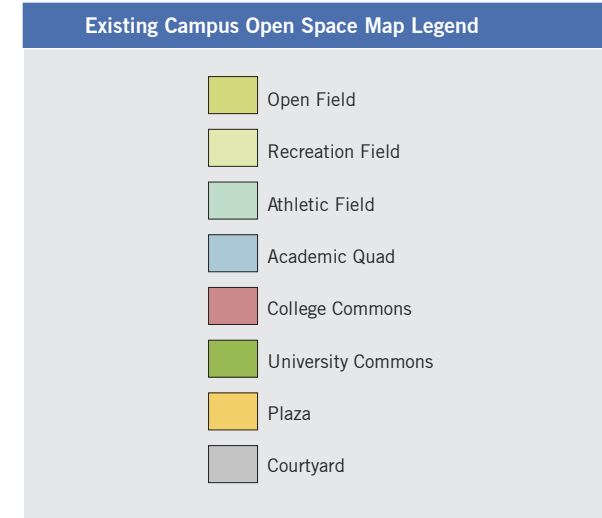 Existing Campus Open Space Map Legend
Open Field
Recreation Field
Athletic Field
Academic Quad
College Commons
University Commons
Plaza
Courtyard